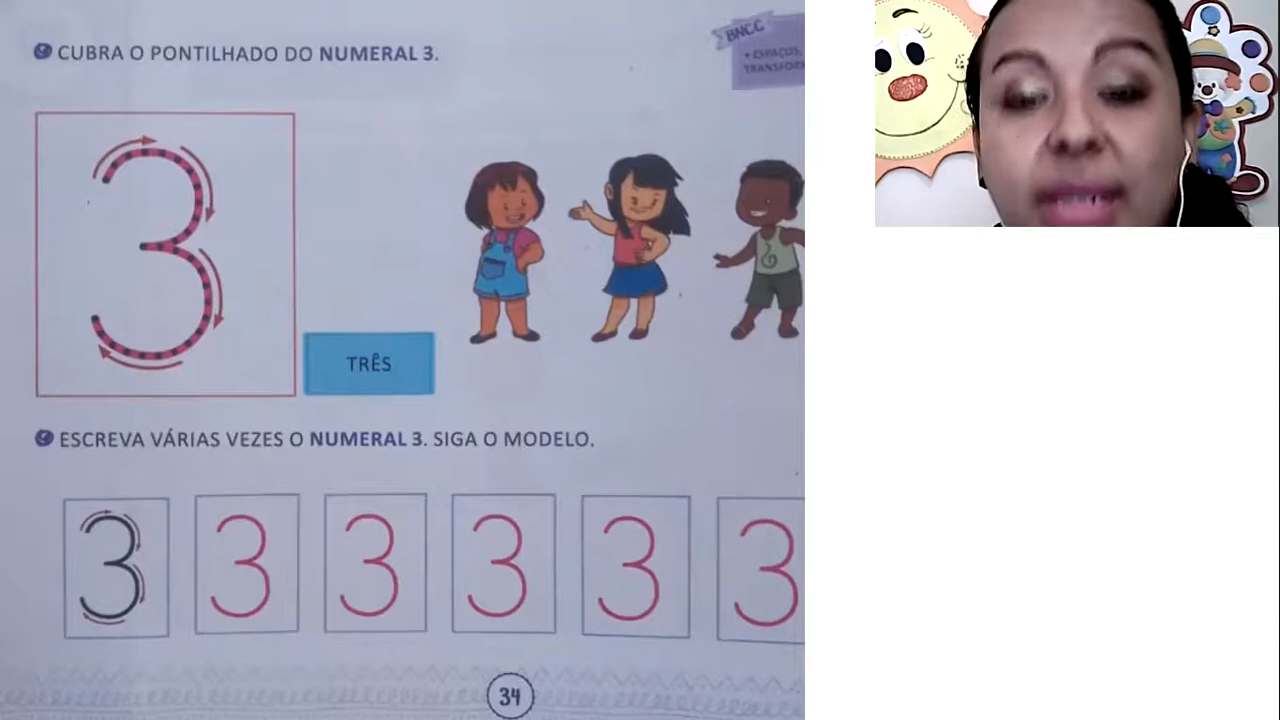 BNCC
• ESPAÇOS,
CUBRA O PONTILHADO DO NUMERAL 3.
3
TRÊS
ESCREVA VÁRIAS VEZES O NUMERAL 3. SIGA O MODELO.
3 3 3 3 3 3
34